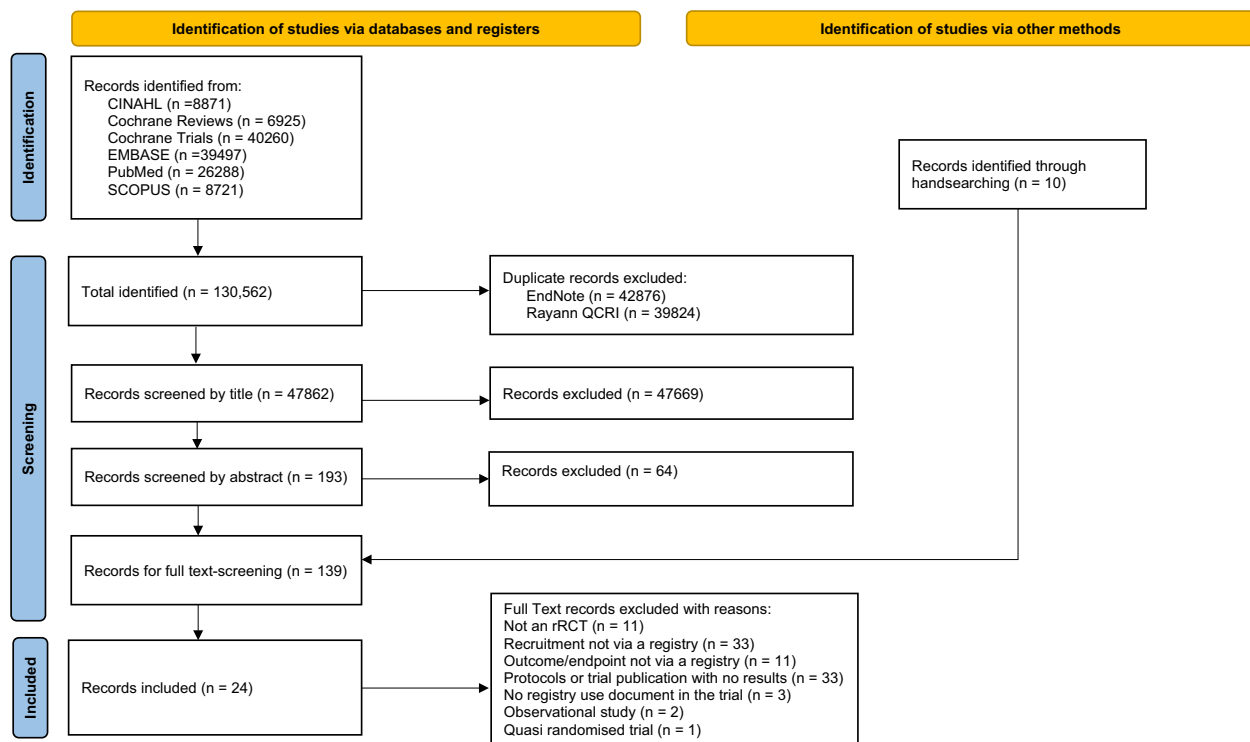 Identification of studies via databases and registers
Identification of studies via other methods
Identification
Records identified from:
CINAHL (n =8871)
Cochrane Reviews (n = 6925)
Cochrane Trials (n = 40260)
EMBASE (n =39497)
PubMed (n = 26288)
SCOPUS (n = 8721)
Records identified through
handsearching (n = 10)
Screening
Total identified (n = 130,562)
Duplicate records excluded:
EndNote (n = 42876)
Rayann QCRI (n = 39824)
Records screened by title (n = 47862)
Records excluded (n = 47669)
Records screened by abstract (n = 193)
Records excluded (n = 64)
Records for full text-screening (n = 139)
Included
Records included (n = 24)
Full Text records excluded with reasons:
Not an rRCT (n = 11)
Recruitment not via a registry (n = 33)
Outcome/endpoint not via a registry (n = 11)
Protocols or trial publication with no results (n = 33)
No registry use document in the trial (n = 3)
Observational study (n = 2)
Quasi randomised trial (n = 1)